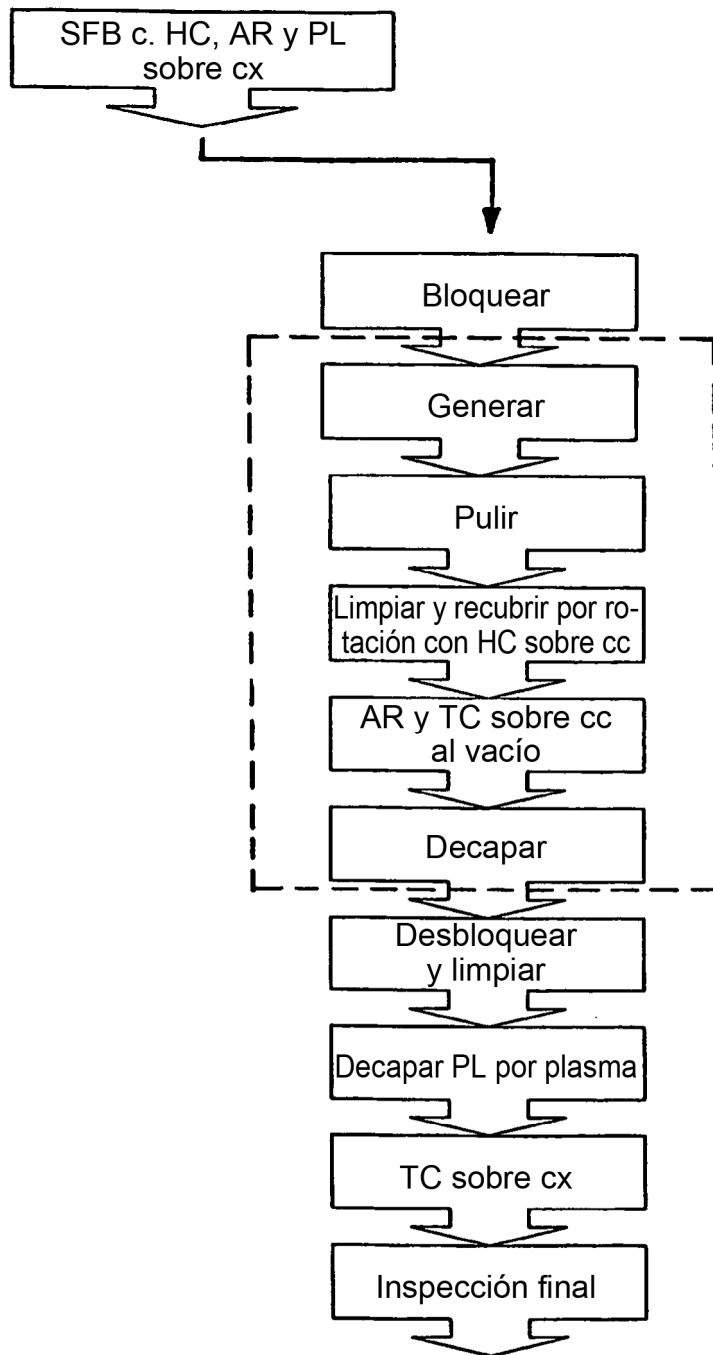 SFB c. HC, AR y PL
sobre cx
Bloquear
Generar
Pulir
Limpiar y recubrir por ro-
tación con HC sobre cc
AR y TC sobre cc
al vacío
Decapar
Desbloquear
y limpiar
Decapar PL por plasma
TC sobre cx
Inspección final